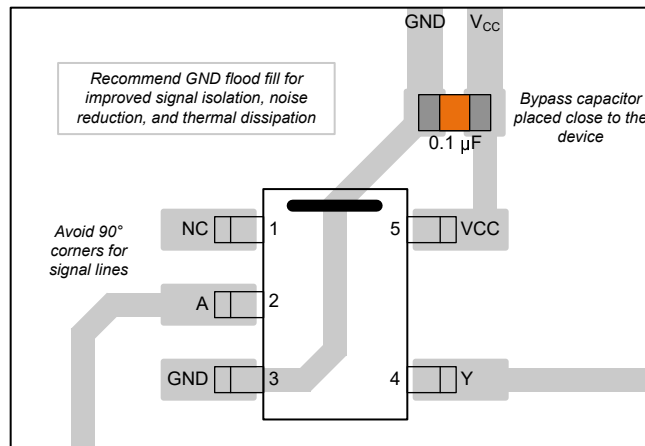 GND VCC
Recommend GND flood fill for
improved signal isolation, noise
reduction, and thermal dissipation
Bypass capacitor
placed close to the
device
0.1 µF
Avoid 90°
corners for
signal lines
NC 1 5 VCC
A 2
GND 3 4 Y